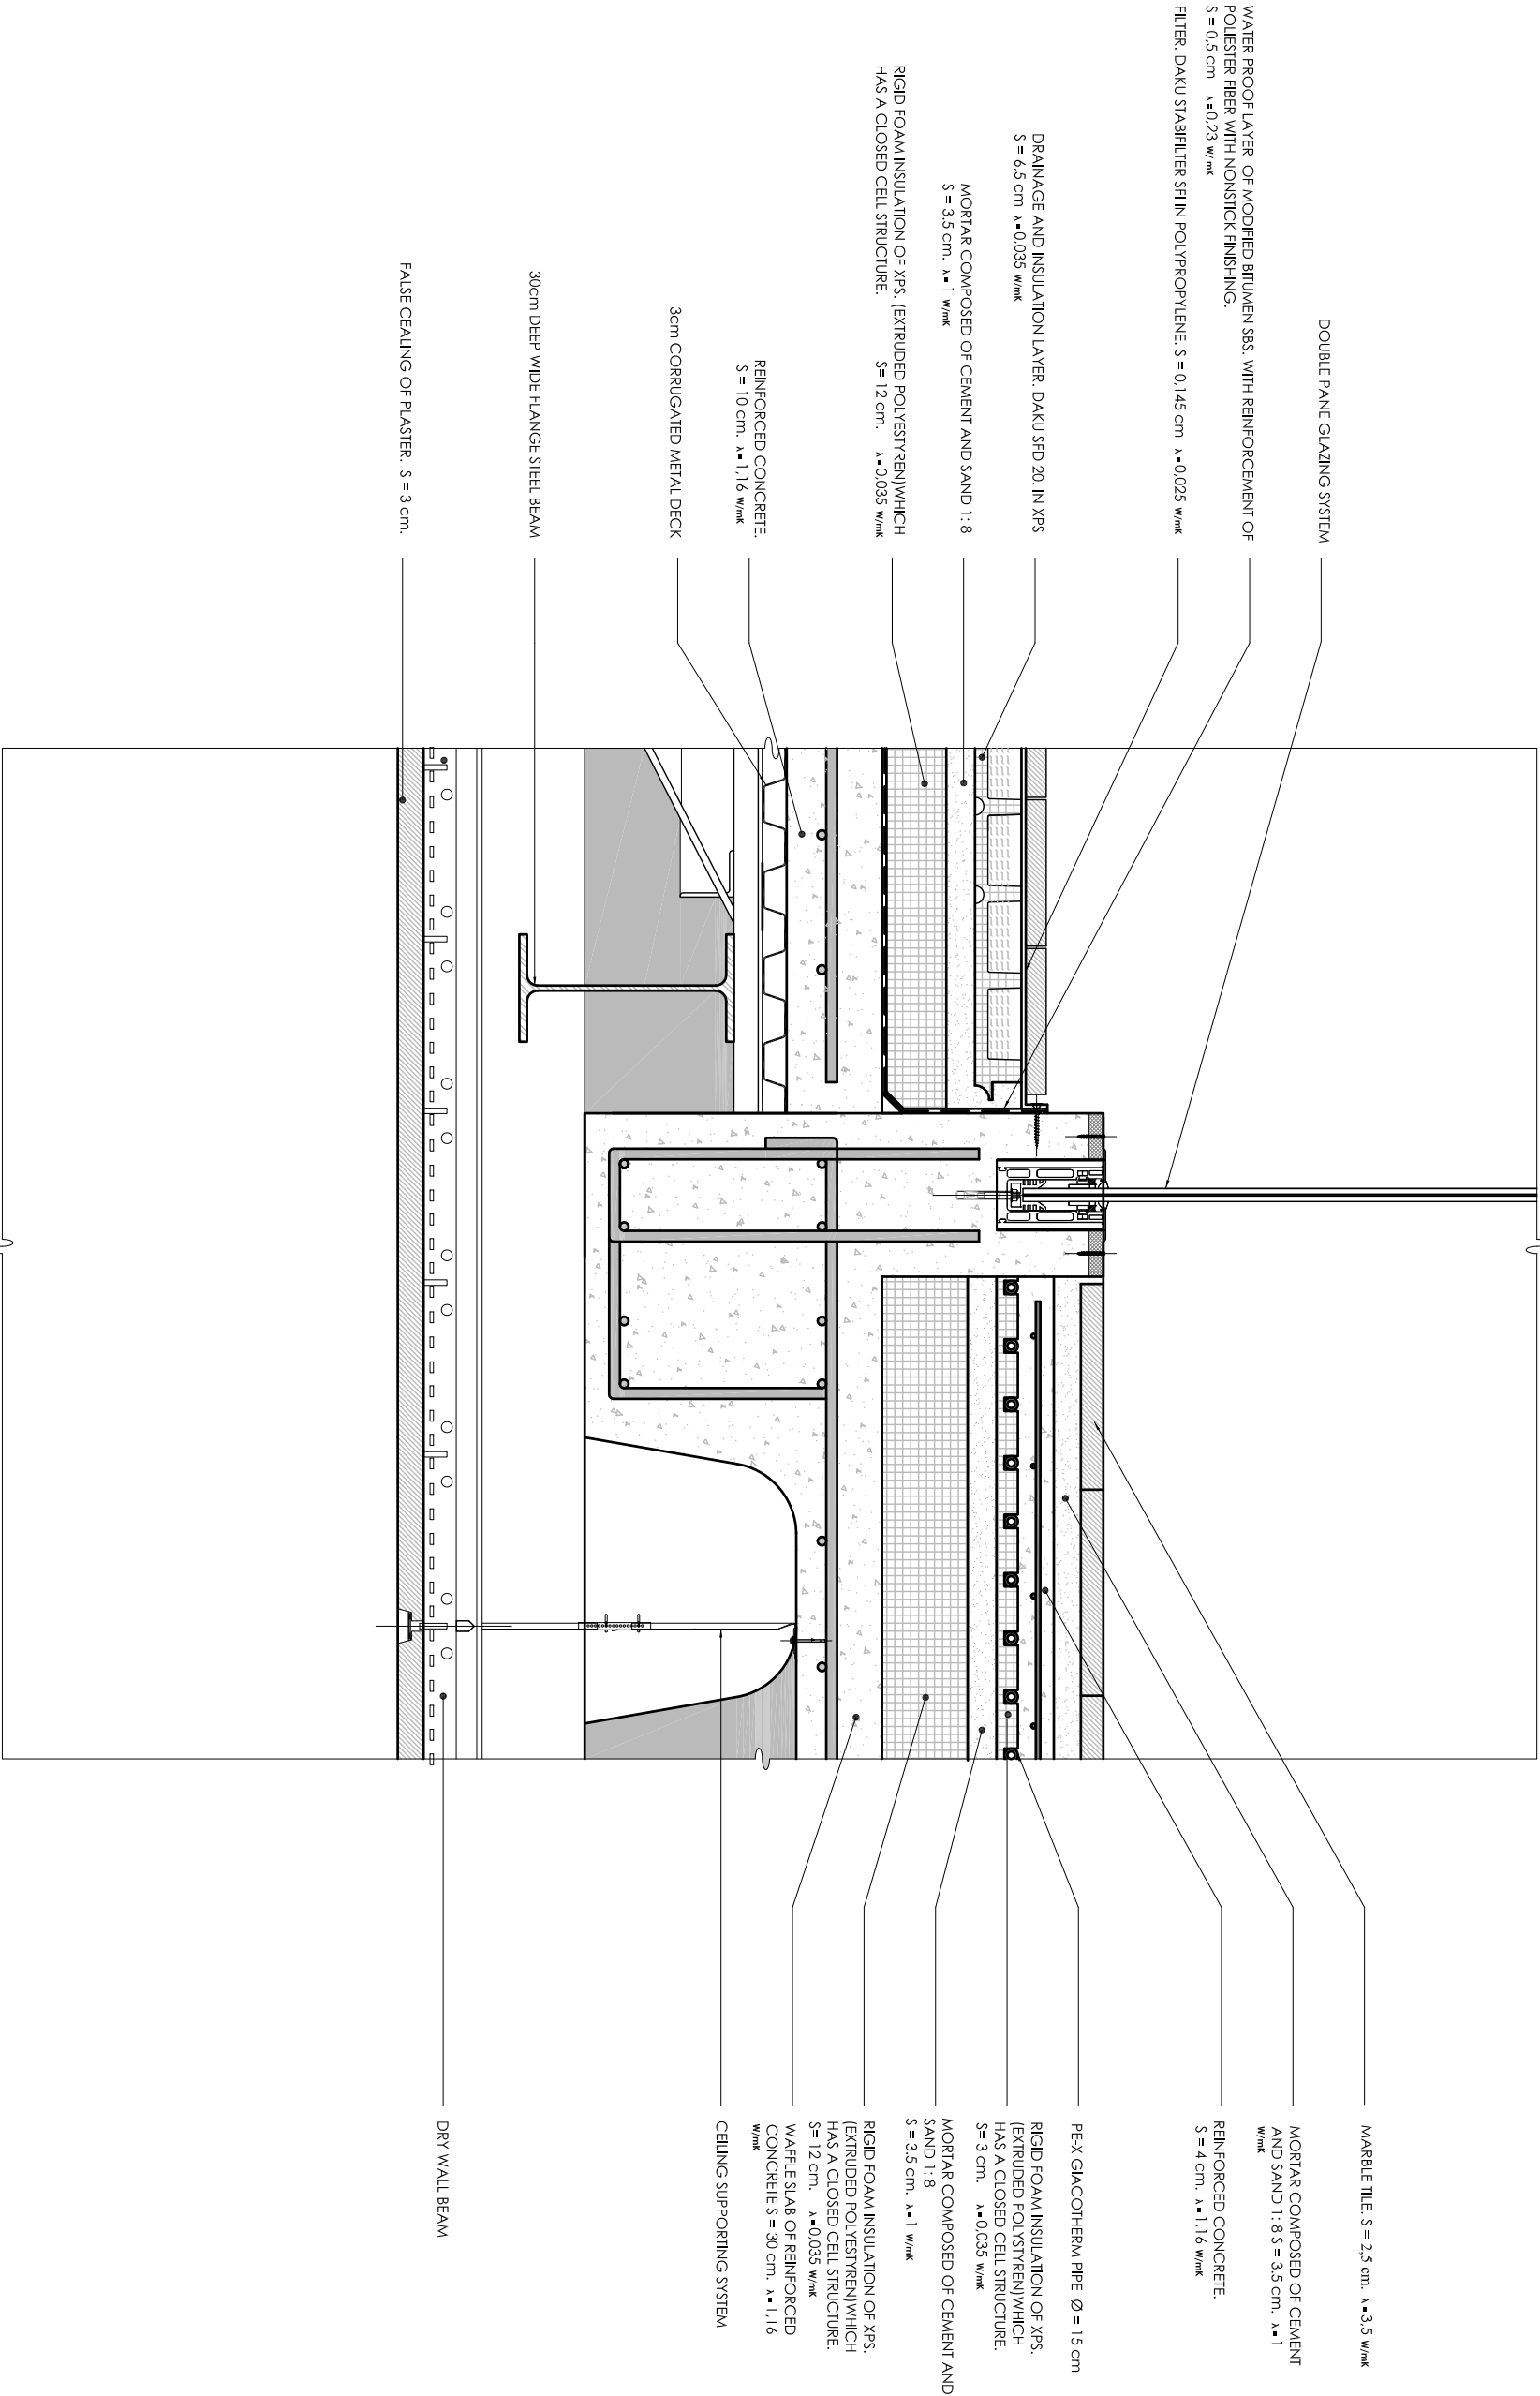 DOUBLE PANE GLAZING SYSTEM
WATER PROOF LAYER OF MODIFIED BITUMEN SBS. WITH REINFORCEMENT OF
POLIESTER FIBER WITH NONSTICK FINISHING.
S = 0,5 cm λ=0,23 W/mK
FILTER. DAKU STABIFILTER SFI IN POLYPROPYLENE. S = 0,145 cm λ=0,025 W/mK
DRAINAGE AND INSULATION LAYER. DAKU SFD 20. IN XPS
S = 6,5 cm λ=0,035 W/mK
MORTAR COMPOSED OF CEMENT AND SAND 1: 8
S = 3.5 cm. λ=1 W/mK
RIGID FOAM INSULATION OF XPS. (EXTRUDED POLYESTYREN)WHICH
HAS A CLOSED CELL STRUCTURE. S= 12 cm. λ=0,035 W/mK
REINFORCED CONCRETE.
S = 10 cm. λ=1,16 W/mK
3cm CORRUGATED METAL DECK
30cm DEEP WIDE FLANGE STEEL BEAM
FALSE CEALING OF PLASTER. S = 3 cm.
MARBLE TILE. S = 2,5 cm. λ=3,5 W/mK
MORTAR COMPOSED OF CEMENT
AND SAND 1: 8 S = 3.5 cm. λ=1
W/mK
REINFORCED CONCRETE.
S = 4 cm. λ=1,16 W/mK
PE-X GIACOTHERM PIPE Ø = 15 cm
RIGID FOAM INSULATION OF XPS.
(EXTRUDED POLYSTYREN)WHICH
HAS A CLOSED CELL STRUCTURE.
S= 3 cm. λ=0,035 W/mK
MORTAR COMPOSED OF CEMENT AND
SAND 1: 8
S = 3.5 cm. λ=1 W/mK
RIGID FOAM INSULATION OF XPS.
(EXTRUDED POLYESTYREN)WHICH
HAS A CLOSED CELL STRUCTURE.
S= 12 cm. λ=0,035 W/mK
WAFFLE SLAB OF REINFORCED
CONCRETE S = 30 cm. λ=1,16
W/mK
CEILING SUPPORTING SYSTEM
DRY WALL BEAM